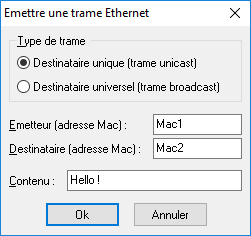 Emettre une trame Ethernet
Type de trame
Destinataire unique (trame unicast)
Destinataire universel (trame broadcast)
Emetteur (adresse Mac) : Mac1
Destinataire (adresse Mac) : Mac2
Contenu : Hello !
Ok Annuler